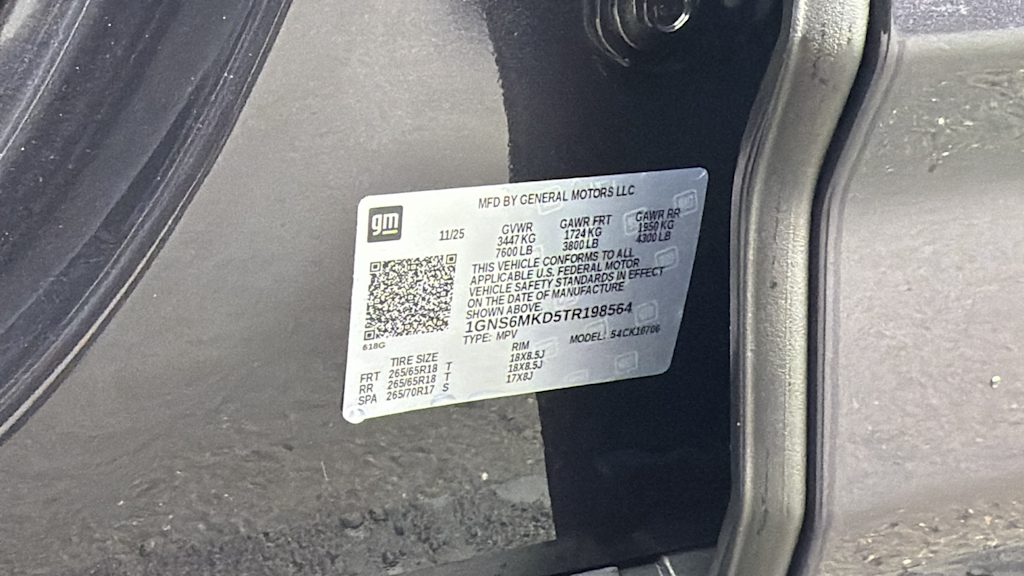 MFD BY GENERAL MOTORS LLC
gm
11/25
GVWR GAWR FRT GAWR RR
3447 KG 1724 KG 1950 KG
7600 LB 3800 LB 4300 LB
THIS VEHICLE CONFORMS TO ALL
APPLICABLE U.S. FEDERAL MOTOR
VEHICLE SAFETY STANDARDS IN EFFECT
ON THE DATE OF MANUFACTURE
SHOWN ABOVE
1GNS6MKD5TR198564
TYPE: MPV MODEL: S4CK10706
618G
TIRE SIZE RIM
FRT 265/65R18 T 18X8.5J
RR 265/65R18 T 18X8.5J
SPA 265/70R17 S 17X8J